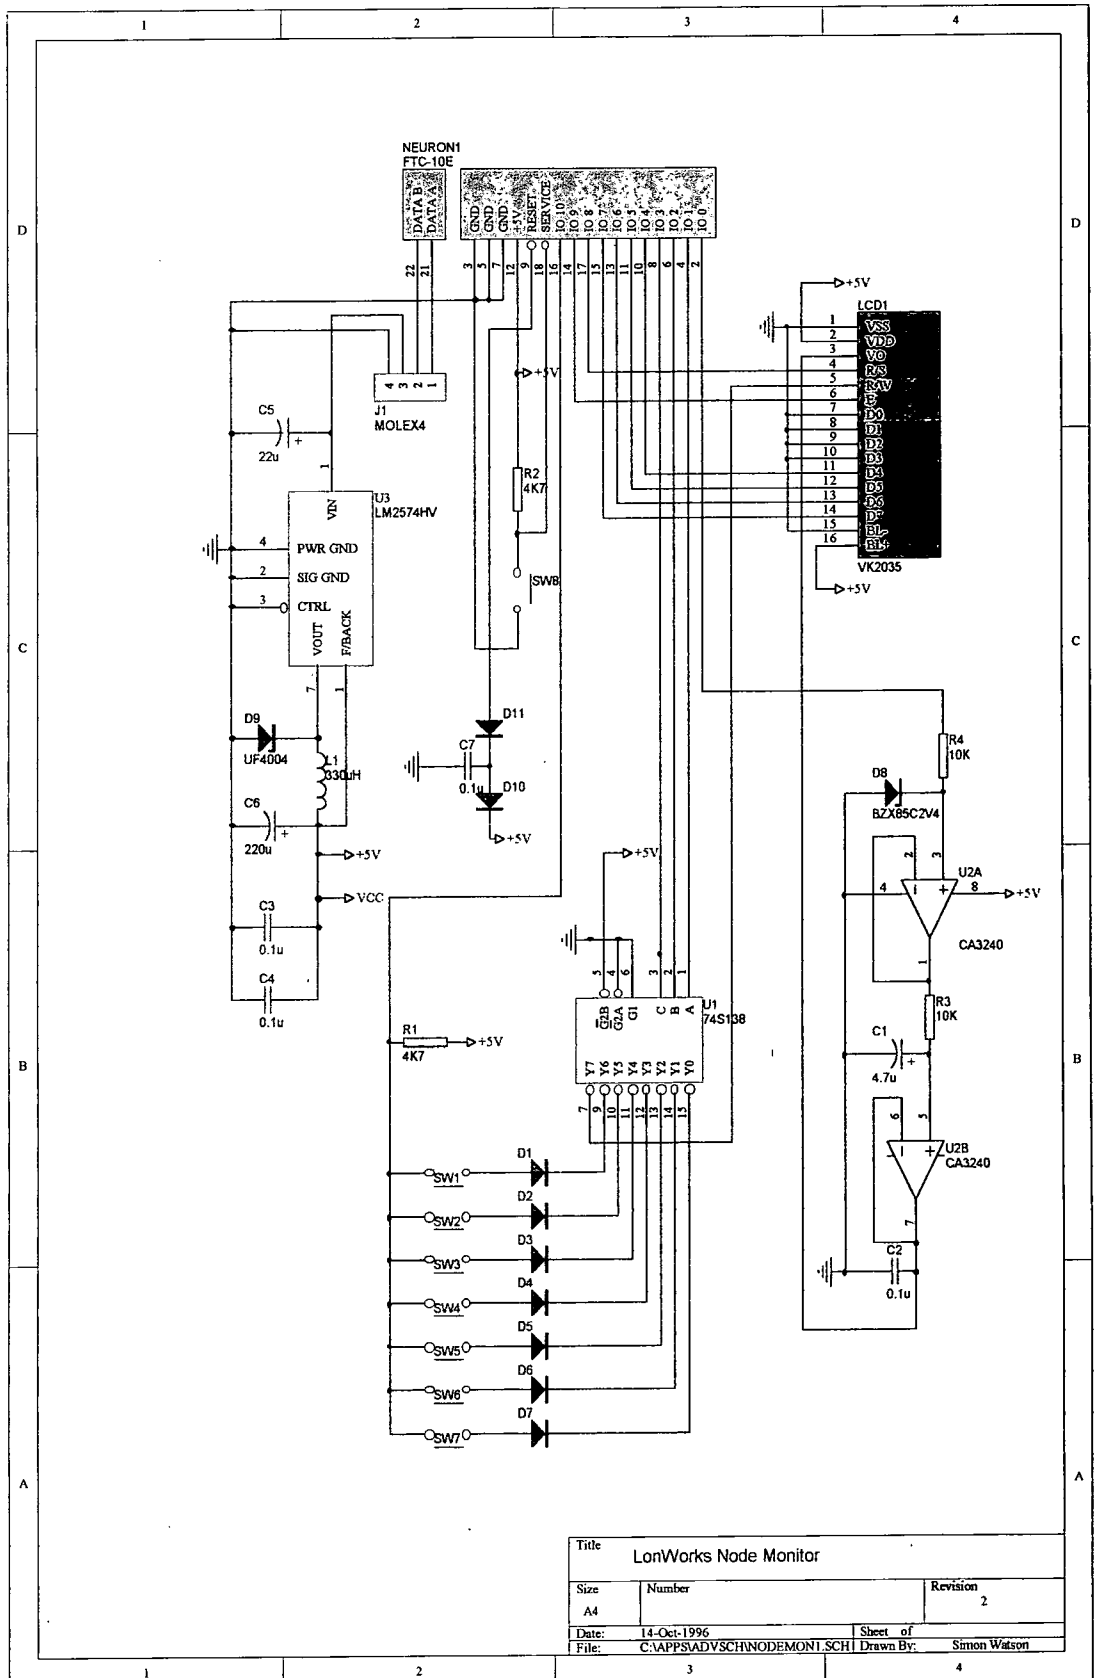 1 2 3 4
D D
NEURON1
FTC-10E
DATA B
DATA A
GND
GND
GND
+5V
RESET
SERVICE
IO 10
IO 9
IO 8
IO 7
IO 6
IO 5
IO 4
IO 3
IO 2
IO 1
IO 0
22 21 3 5 7 12 9 18 16 14 17 15 13 11 10 8 6 4 2
+5V
LCD1
1 VSS
2 VDD
3 VO
4 R/S
5 R/W
6 E
7 D0
8 D1
9 D2
10 D3
11 D4
12 D5
13 D6
14 D7
15 BL-
16 BL+
VK2035
+5V
4 3 2 1
J1
MOLEX4
+5V
C5
+
22u
1
R2
4K7
U3
LM2574HV
VIN
4 PWR GND
2 SIG GND
3 CTRL
VOUT
F/BACK
7 1
SW8
C C
D9
UF4004
L1
330uH
C6
+
220u
+5V
VCC
C3
0.1u
C4
0.1u
D11
C7
0.1u
D10
+5V
R4
10K
D8
BZX85C2V4
2 3
U2A
4 8
+5V
CA3240
1
R3
10K
C1
+
4.7u
6 5
U2B
CA3240
7
C2
0.1u
+5V
5 4 6 3 2 1
G2B G2A G1 C B A
U1
74S138
Y7 Y6 Y5 Y4 Y3 Y2 Y1 Y0
7 9 10 11 12 13 14 15
B B
R1
4K7
+5V
SW1 D1
SW2 D2
SW3 D3
SW4 D4
SW5 D5
SW6 D6
SW7 D7
A A
Title
LonWorks Node Monitor
Size Number Revision
A4 2
Date: 14-Oct-1996 Sheet of
File: C:\APPS\ADVSCH\NODEMON1.SCH Drawn By: Simon Watson
1 2 3 4